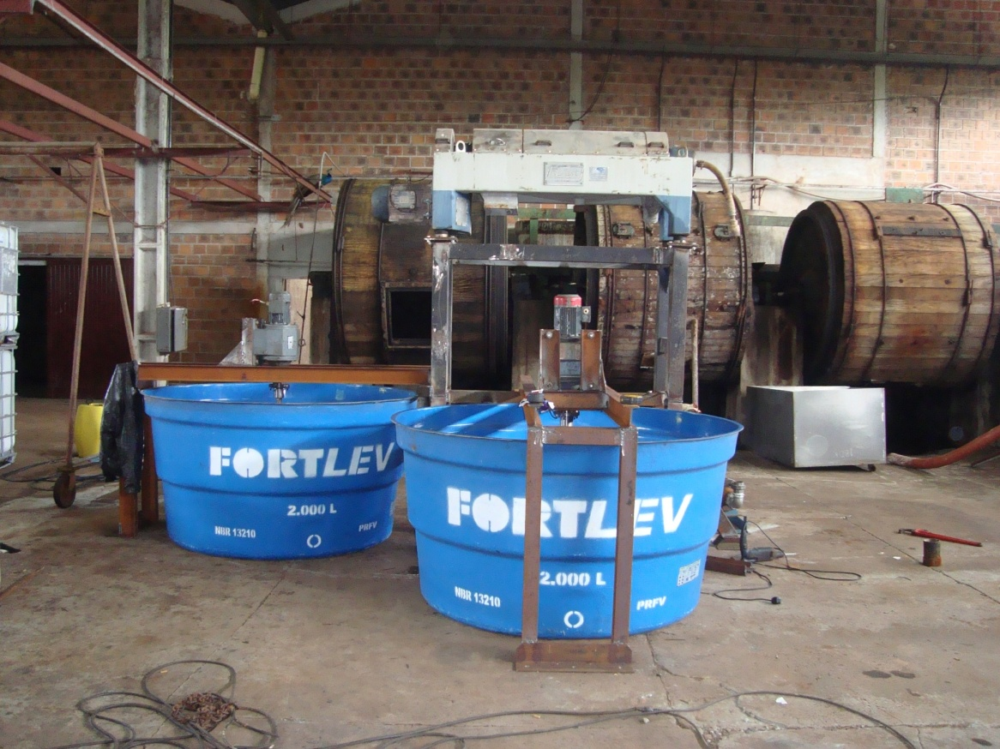 FORTLEV
2.000 L
NBR 13210
PRFV
FORTLEV
2.000 L
NBR 13210
PRFV